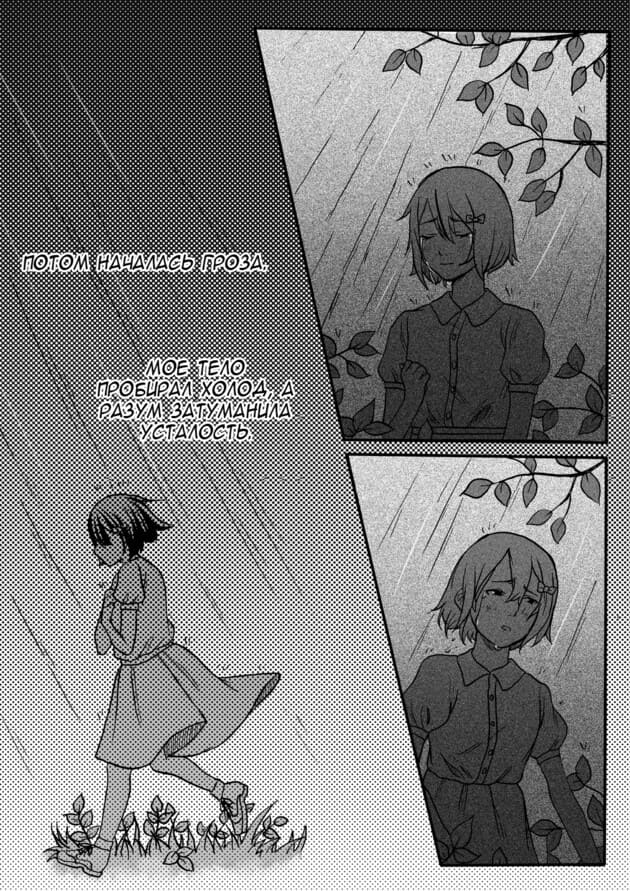 ПОТОМ НАЧАЛАСЬ ГРОЗА.
МОЕ ТЕЛО
ПРОБИРАЛ ХОЛОД, А
РАЗУМ ЗАТУМАНИЛА
УСТАЛОСТЬ.